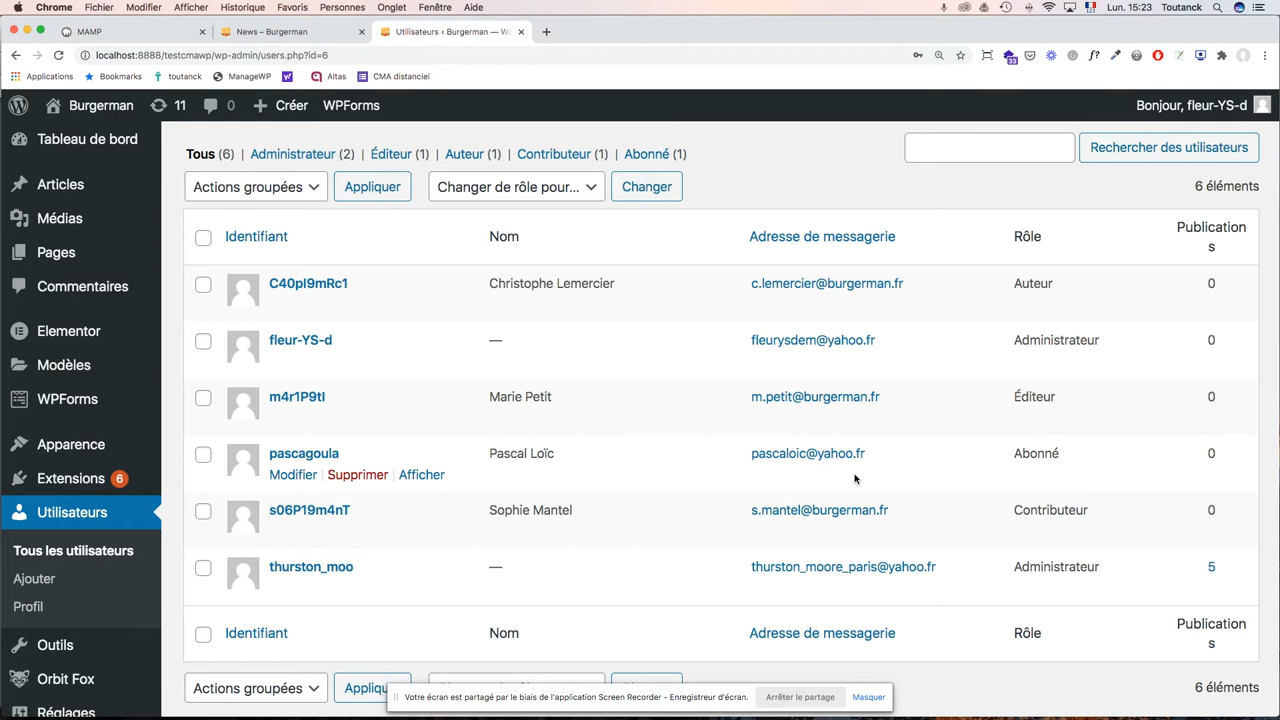 Chrome Fichier Modifier Afficher Historique Favoris Personnes Onglet Fenêtre Aide Lun. 15:23 Toutanck
MAMP × News – Burgerman × Utilisateurs ‹ Burgerman — Wo × +
localhost:8888/testcmawp/wp-admin/users.php?id=6 33 f?
Applications Bookmarks toutanck ManageWP Altas CMA distanciel
Burgerman 11 0 Créer WPForms Bonjour, fleur-YS-d
Tableau de bord
Articles
Médias
Pages
Commentaires
Elementor
Modèles
WPForms
Apparence
Extensions 6
Utilisateurs
Tous les utilisateurs
Ajouter
Profil
Outils
Orbit Fox
Réglages
Tous (6) | Administrateur (2) | Éditeur (1) | Auteur (1) | Contributeur (1) | Abonné (1) Rechercher des utilisateurs
Actions groupées Appliquer Changer de rôle pour... Changer 6 éléments
Identifiant Nom Adresse de messagerie Rôle Publication
s
C40pI9mRc1 Christophe Lemercier c.lemercier@burgerman.fr Auteur 0
fleur-YS-d — fleurysdem@yahoo.fr Administrateur 0
m4r1P9tI Marie Petit m.petit@burgerman.fr Éditeur 0
pascagoula Pascal Loïc pascaloic@yahoo.fr Abonné 0
Modifier | Supprimer | Afficher
s06P19m4nT Sophie Mantel s.mantel@burgerman.fr Contributeur 0
thurston_moo — thurston_moore_paris@yahoo.fr Administrateur 5
Identifiant Nom Adresse de messagerie Rôle Publication
s
Actions groupées 6 éléments
Votre écran est partagé par le biais de l'application Screen Recorder - Enregistreur d'écran. Arrêter le partage Masquer